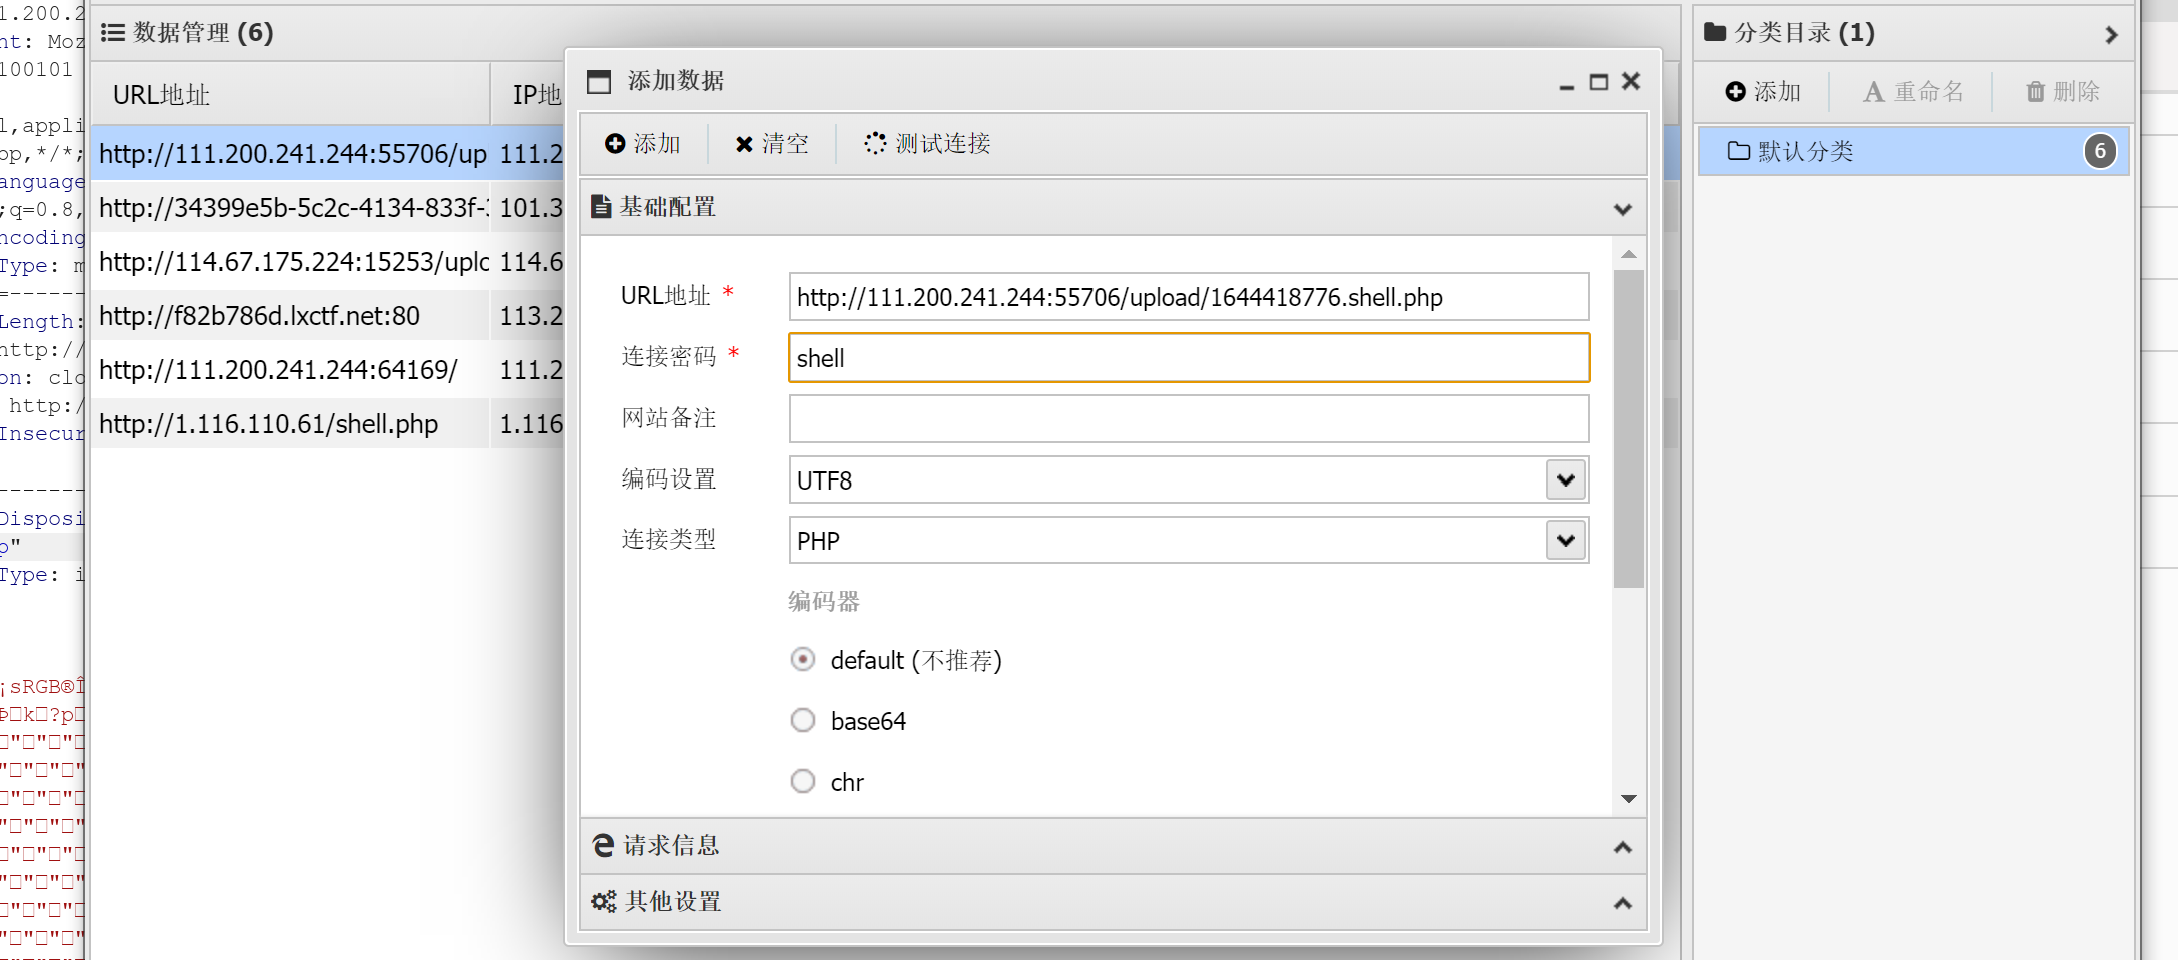 1.200.2
nt: Moz
100101
l,appli
op,*/*;
anguage
;q=0.8,
ncoding
Type: m
=------
Length:
http://
on: clo
http:/
Insecur
-------
Disposi
p"
Type: i
数据管理 (6)
URL地址 IP地
http://111.200.241.244:55706/up 111.2
http://34399e5b-5c2c-4134-833f- 101.3
http://114.67.175.224:15253/uplo 114.6
http://f82b786d.lxctf.net:80 113.2
http://111.200.241.244:64169/ 111.2
http://1.116.110.61/shell.php 1.116
添加数据
添加 清空 测试连接
基础配置
URL地址 * http://111.200.241.244:55706/upload/1644418776.shell.php
连接密码 * shell
网站备注
编码设置 UTF8
连接类型 PHP
编码器
default (不推荐)
base64
chr
请求信息
其他设置
分类目录 (1)
添加 重命名 删除
默认分类 6